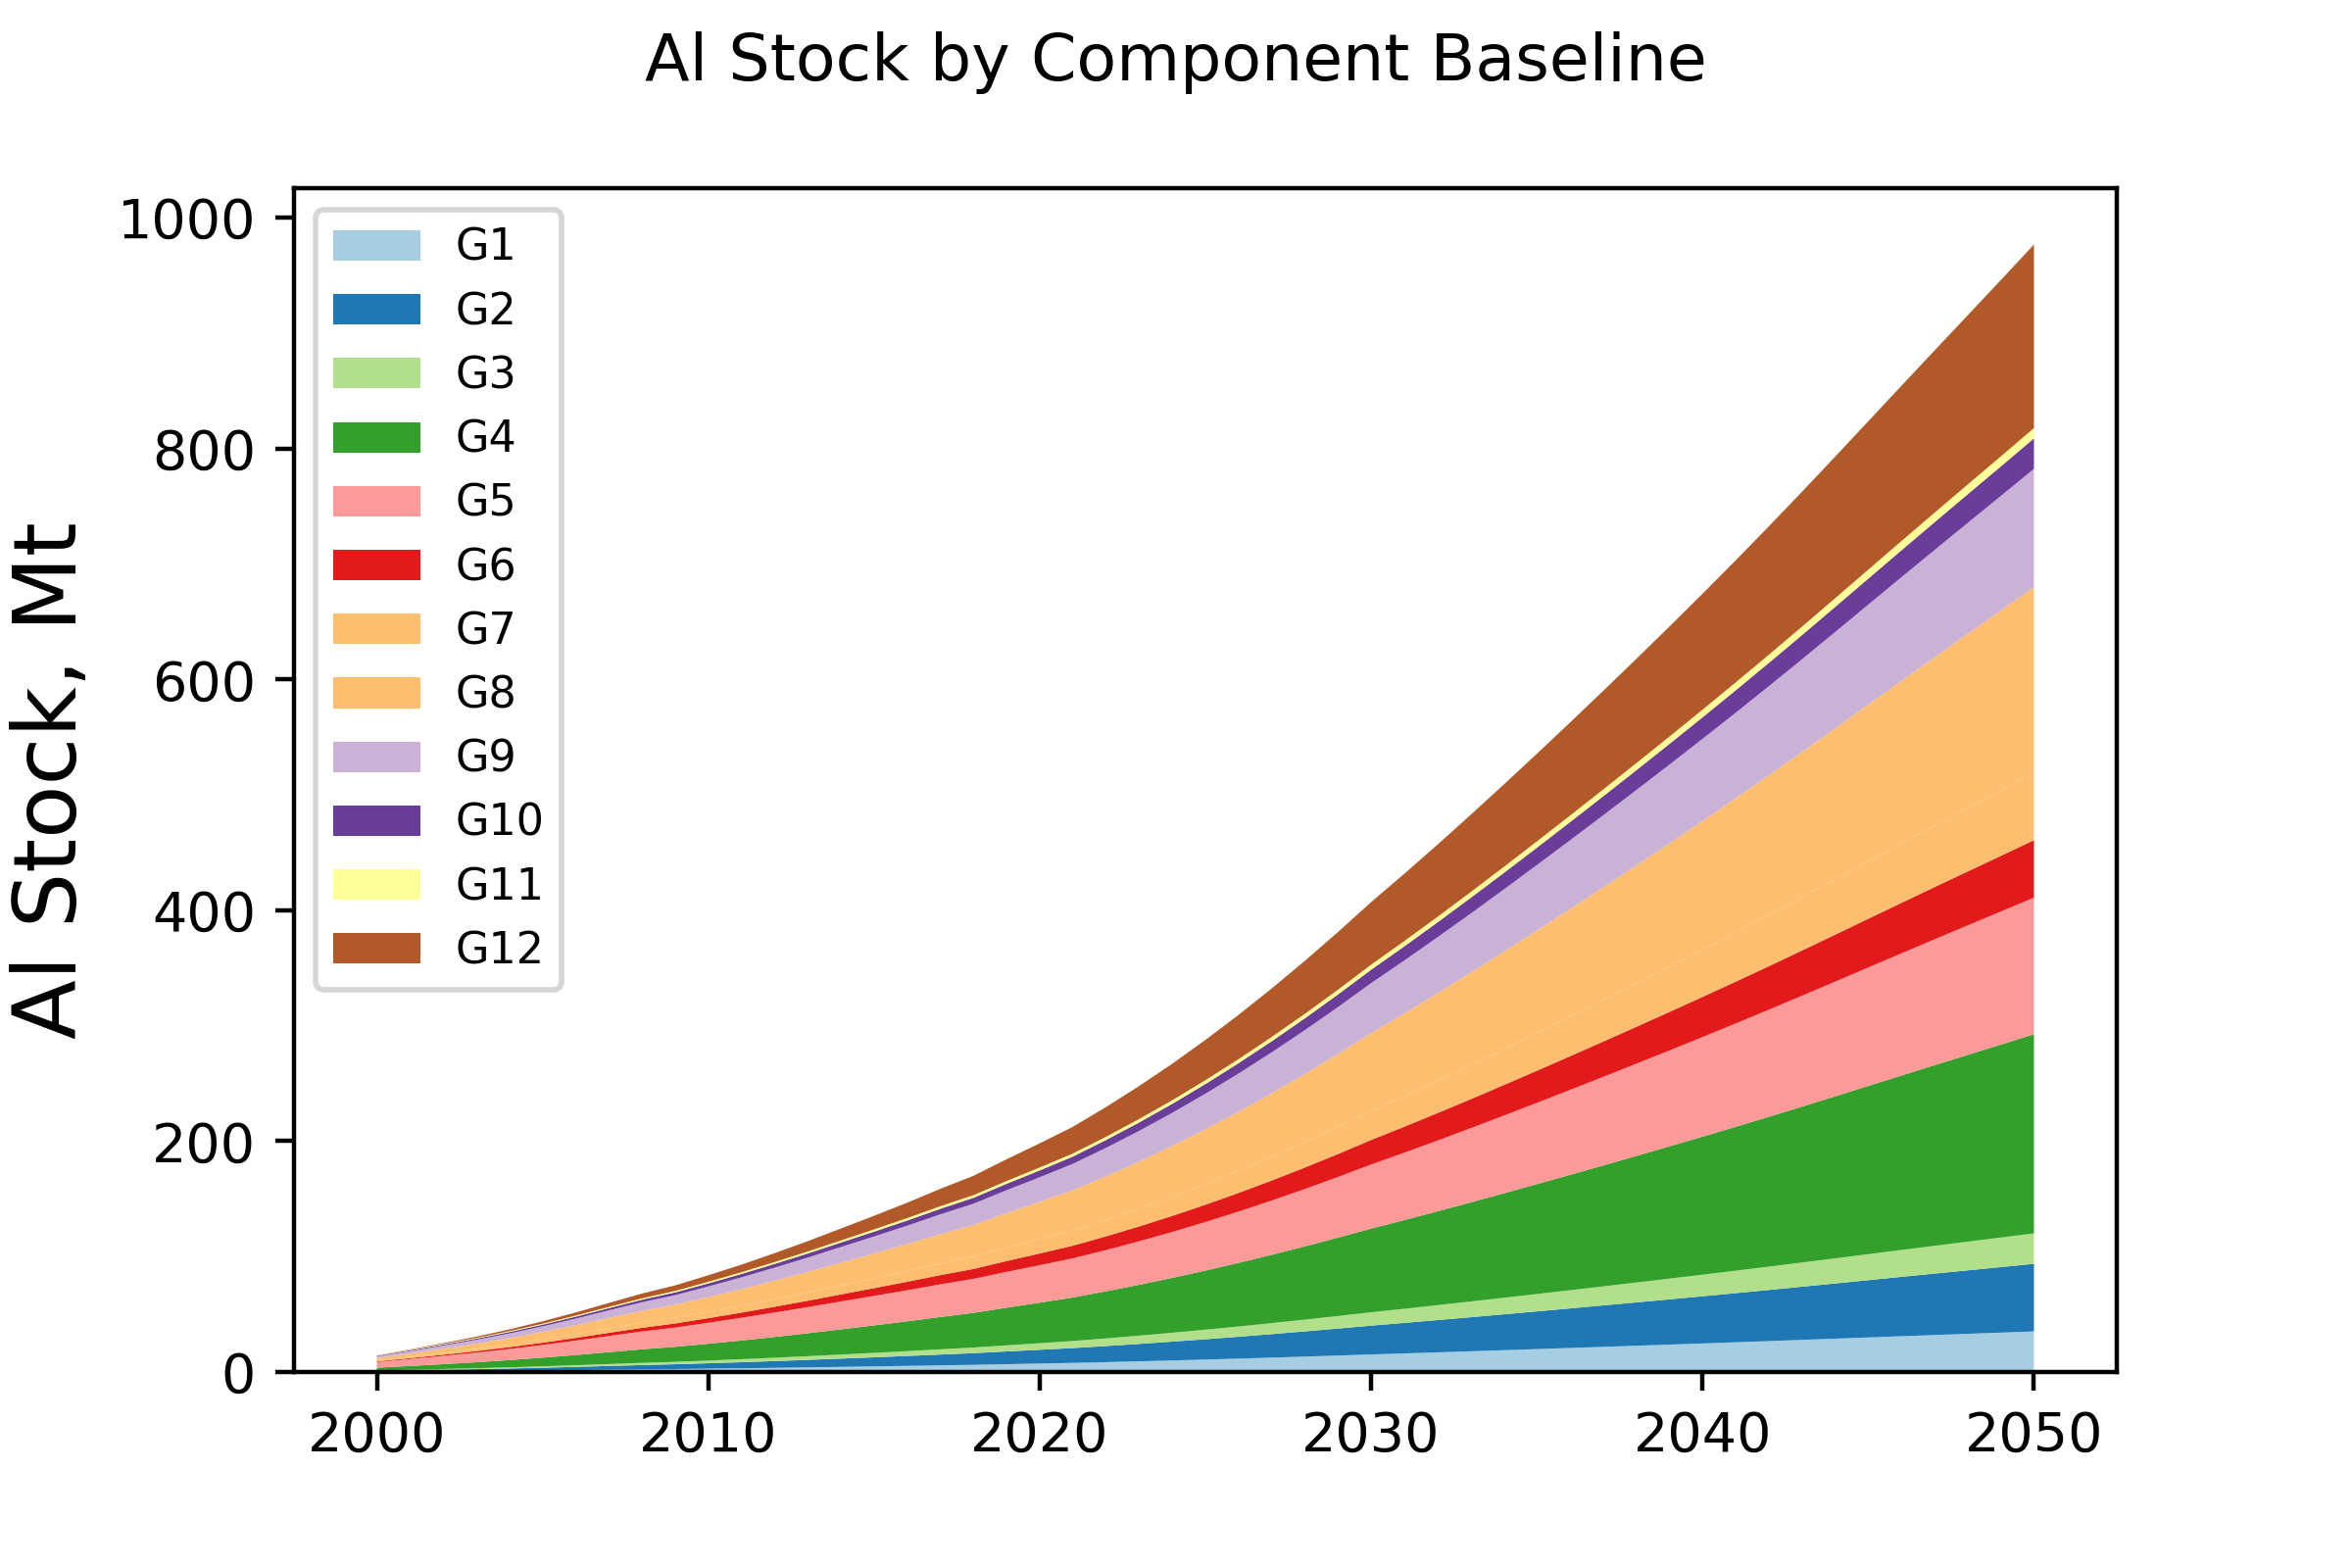 Al Stock by Component Baseline
Al Stock, Mt
1000
800
600
400
200
0
G1
G2
G3
G4
G5
G6
G7
G8
G9
G10
G11
G12
2000 2010 2020 2030 2040 2050